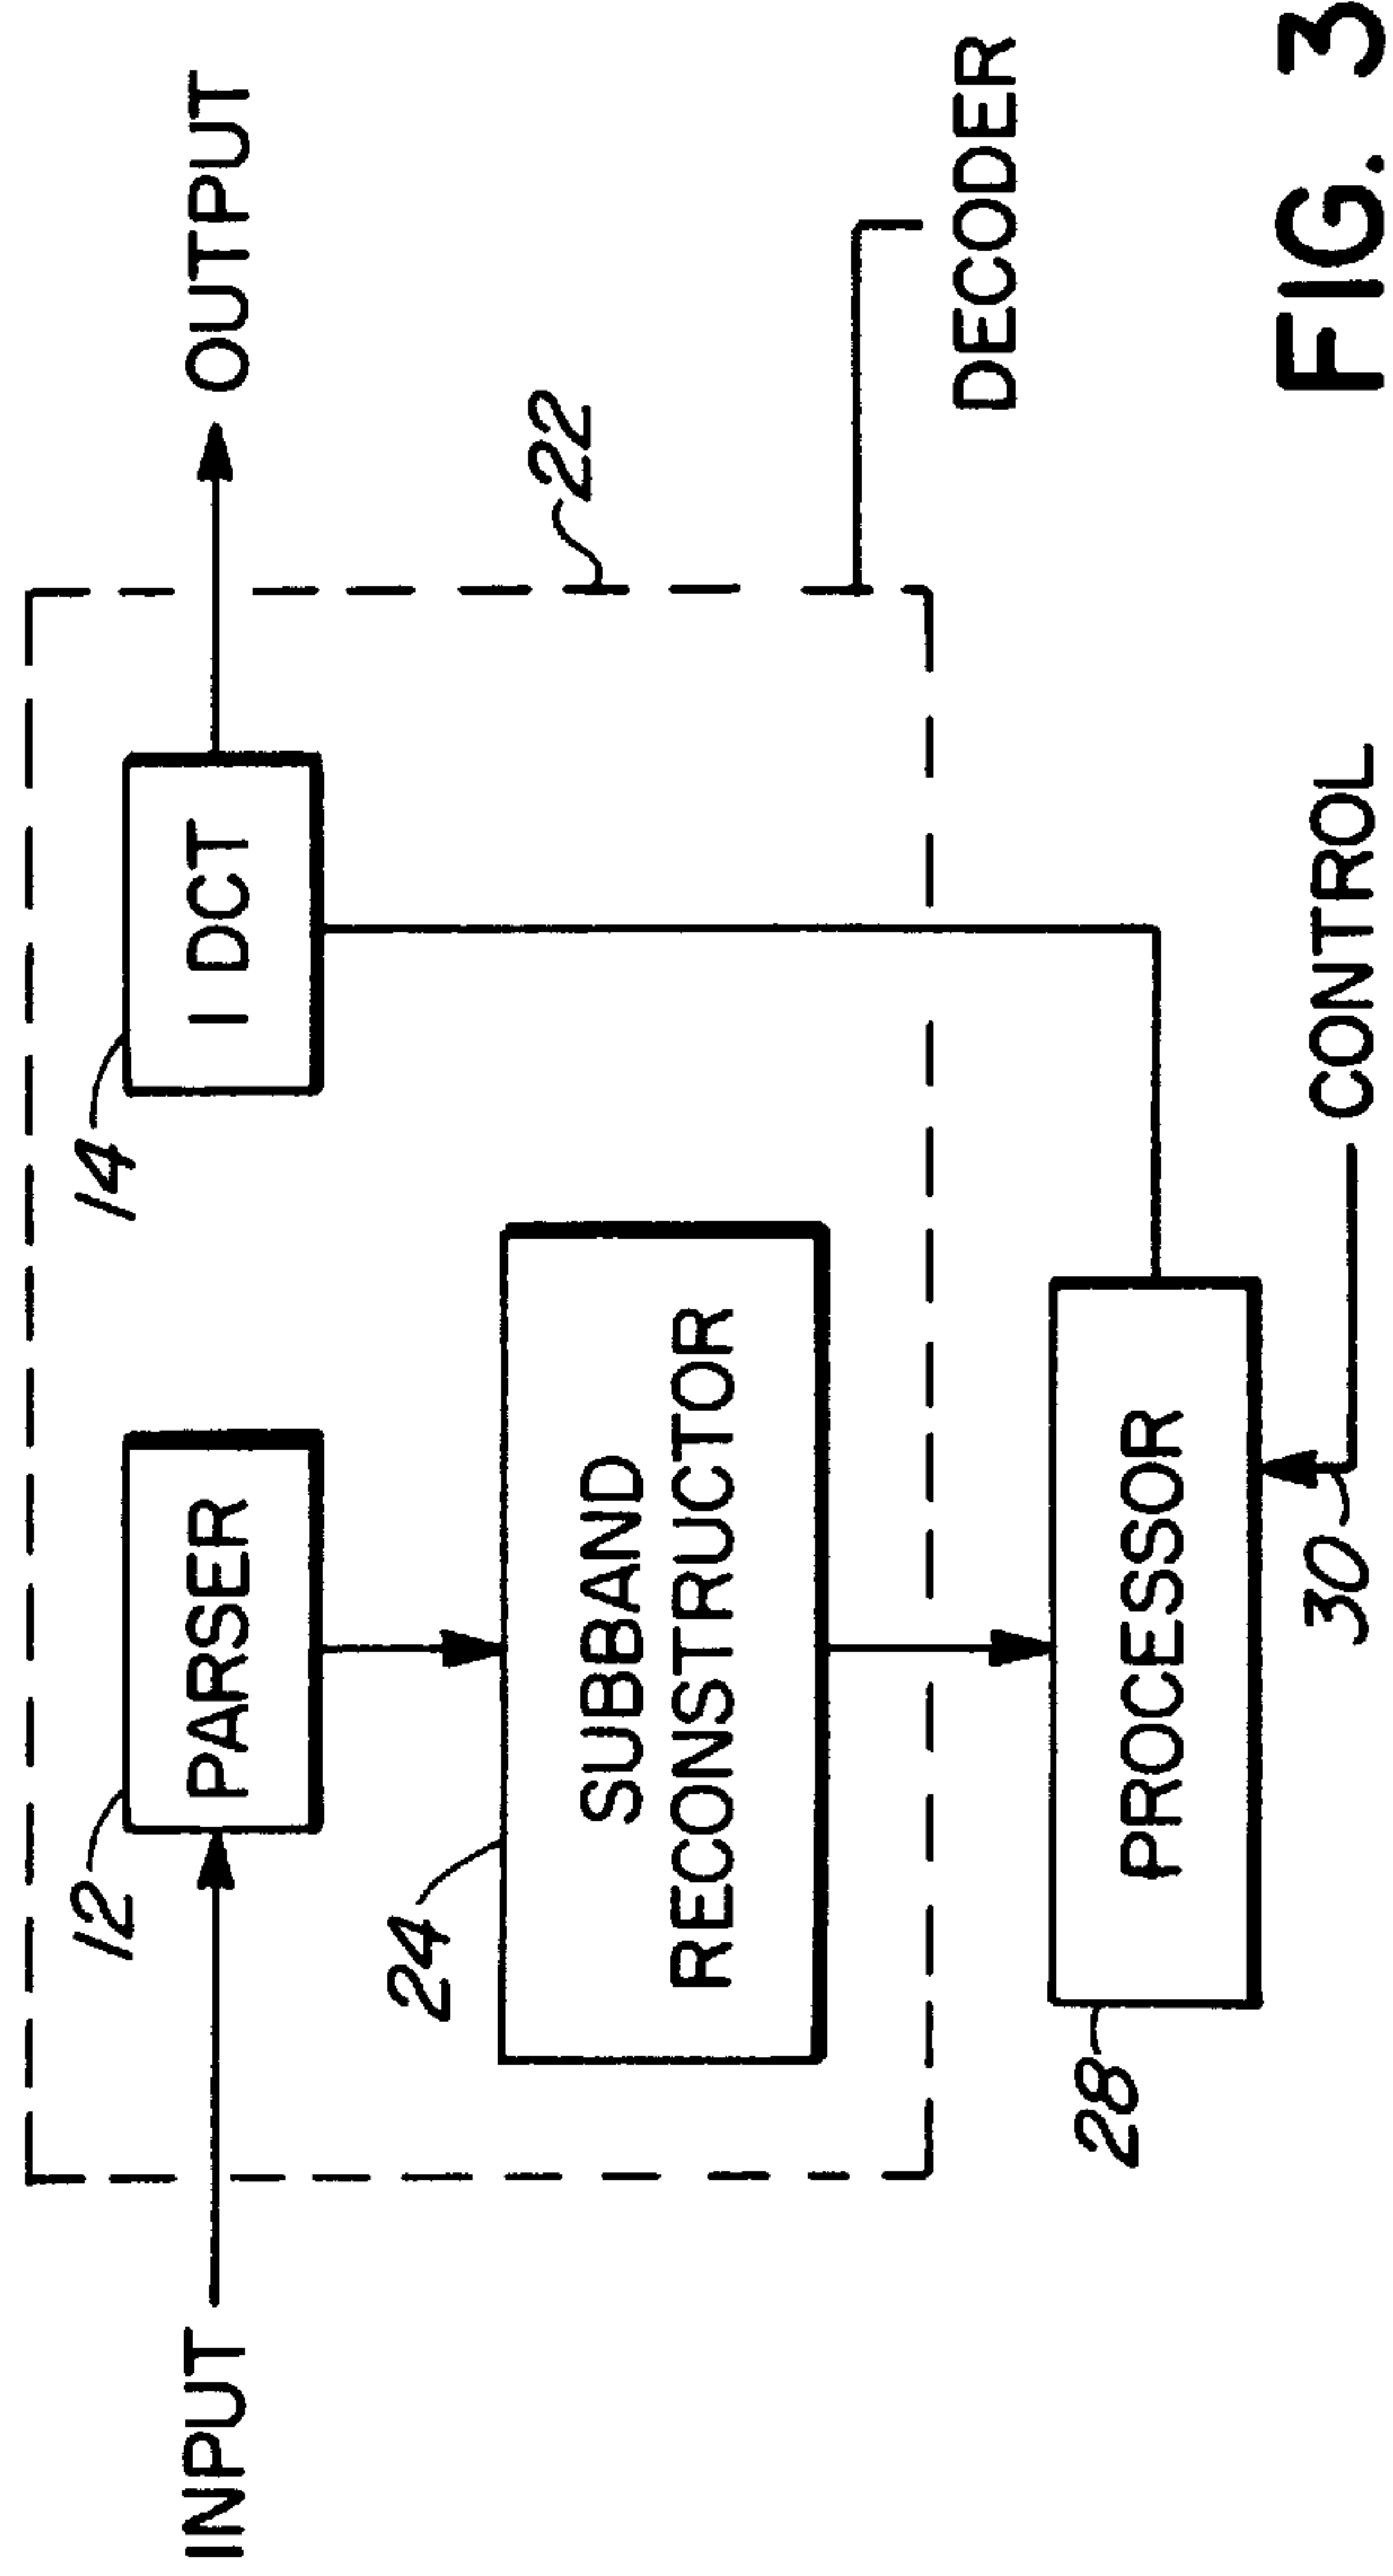 14
I DCT
OUTPUT
12
PARSER
INPUT
22
24
SUBBAND
RECONSTRUCTOR
DECODER
28
PROCESSOR
30
CONTROL
FIG. 3